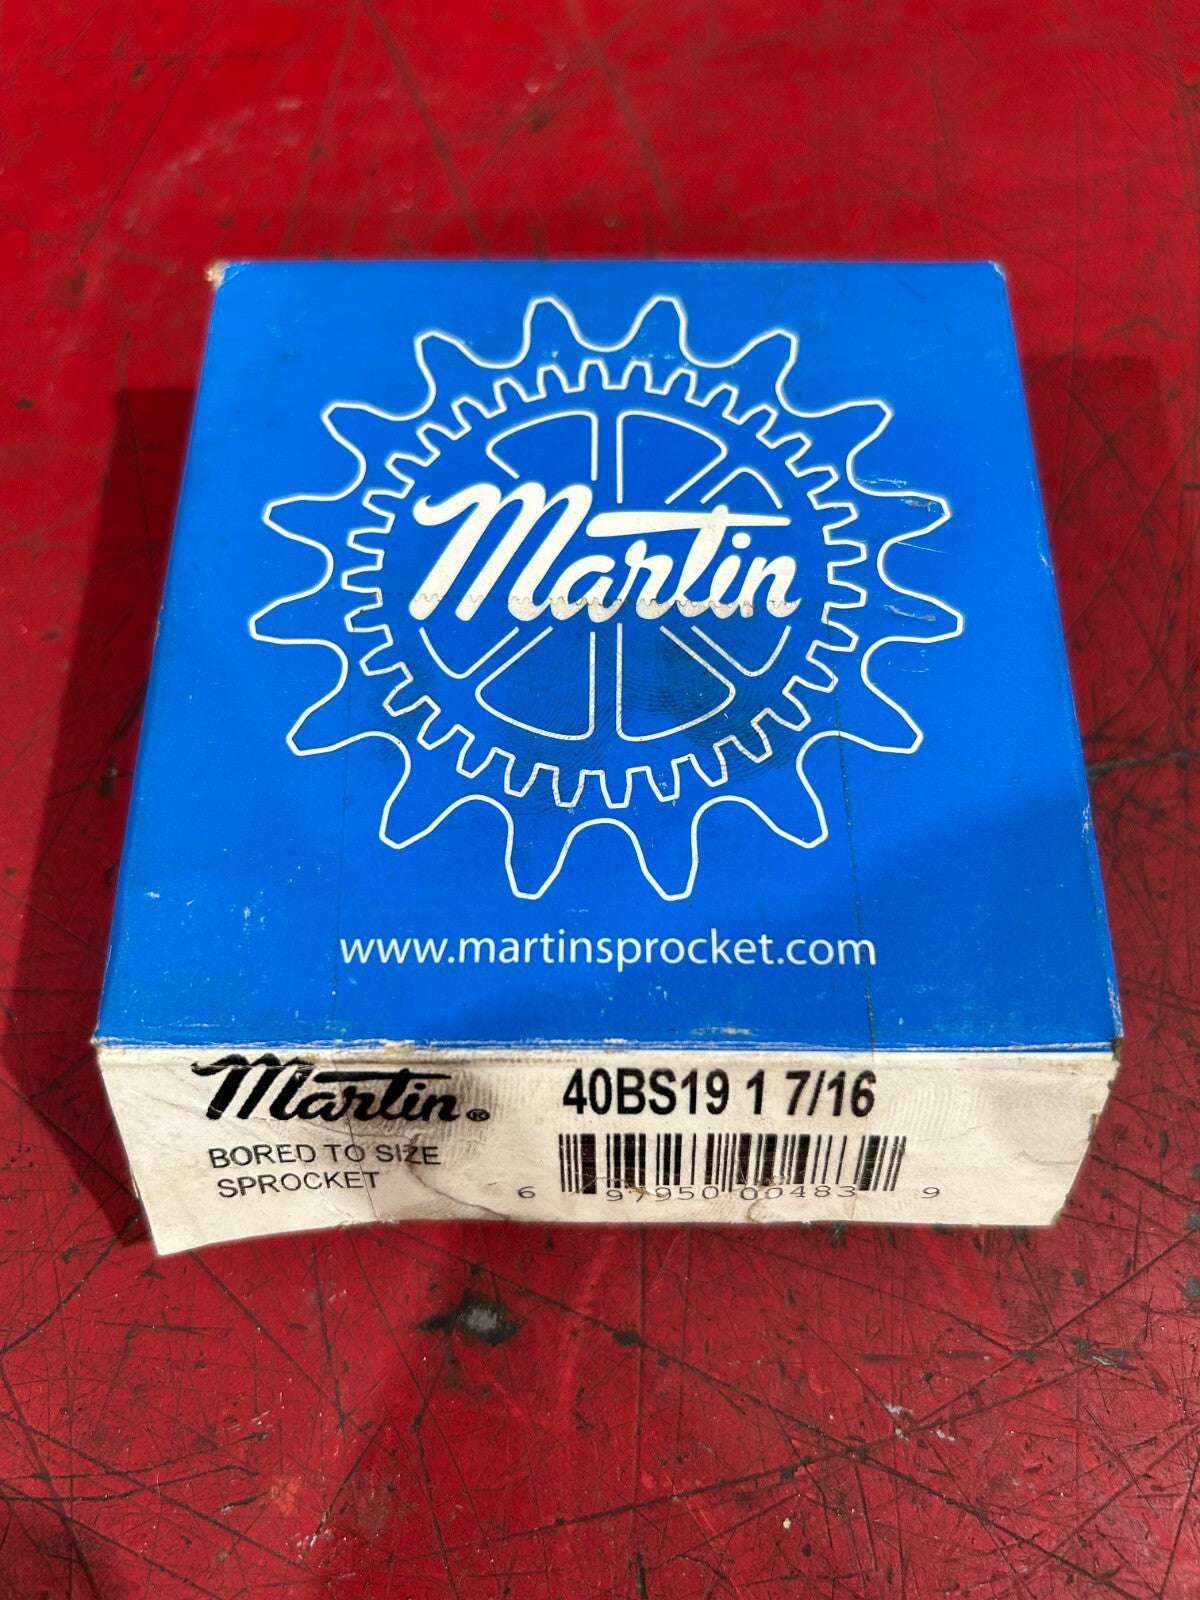 Martin
www.martinsprocket.com
Martin®
40BS19 1 7/16
BORED TO SIZE
SPROCKET
6 97950 00483 9